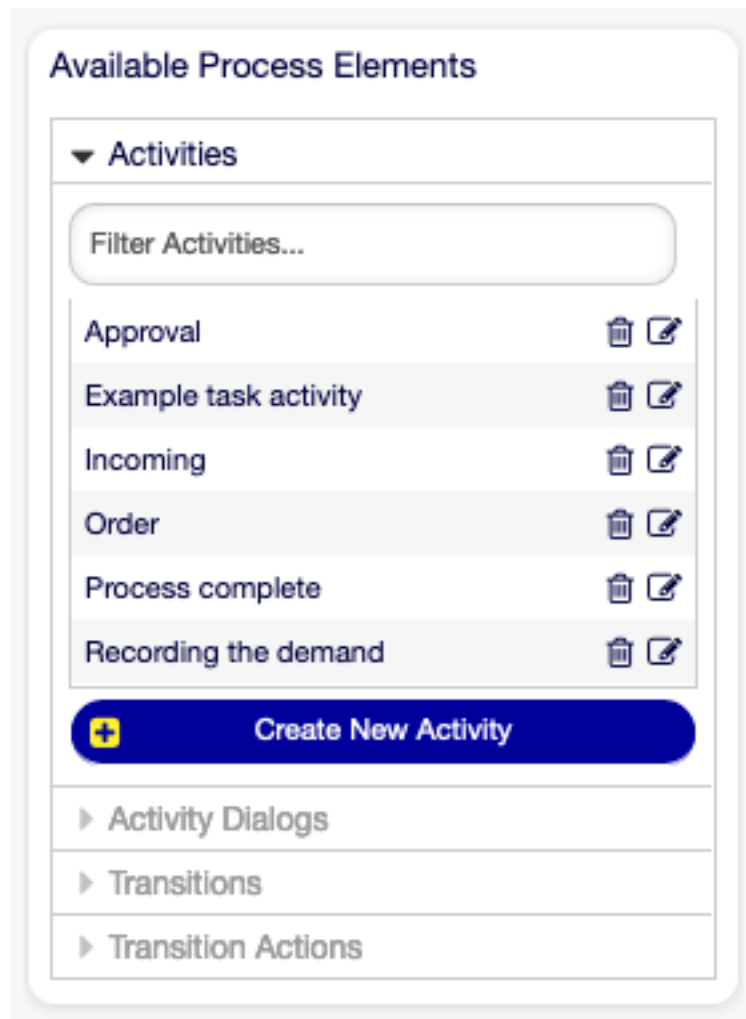 Available Process Elements
Activities
Filter Activities...
Approval
Example task activity
Incoming
Order
Process complete
Recording the demand
Create New Activity
Activity Dialogs
Transitions
Transition Actions